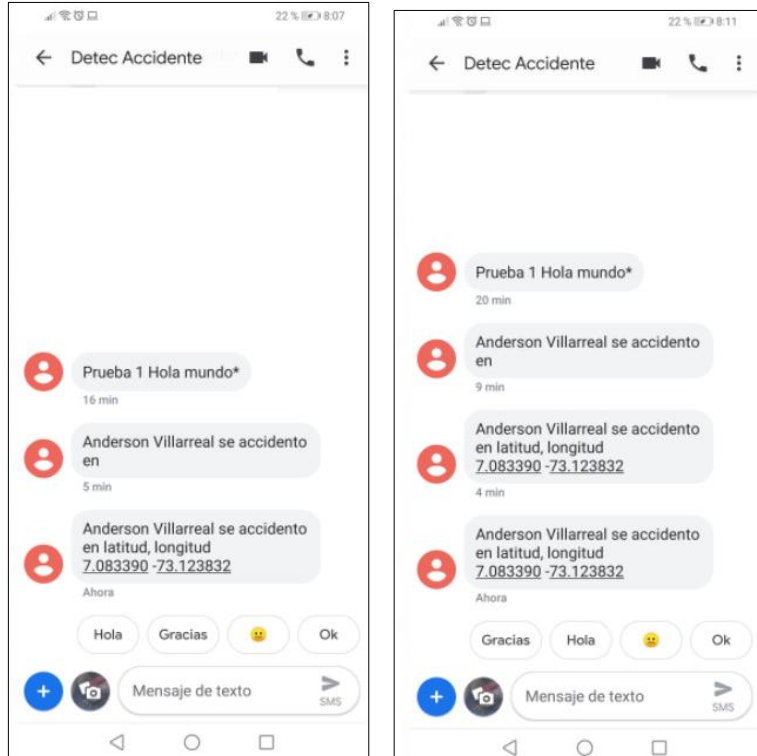 22 % 8:07
Detec Accidente
Prueba 1 Hola mundo*
16 min
Anderson Villarreal se accidento
en
5 min
Anderson Villarreal se accidento
en latitud, longitud
7.083390 -73.123832
Ahora
Hola Gracias Ok
Mensaje de texto
SMS
22 % 8:11
Detec Accidente
Prueba 1 Hola mundo*
20 min
Anderson Villarreal se accidento
en
9 min
Anderson Villarreal se accidento
en latitud, longitud
7.083390 -73.123832
4 min
Anderson Villarreal se accidento
en latitud, longitud
7.083390 -73.123832
Ahora
Gracias Hola Ok
Mensaje de texto
SMS